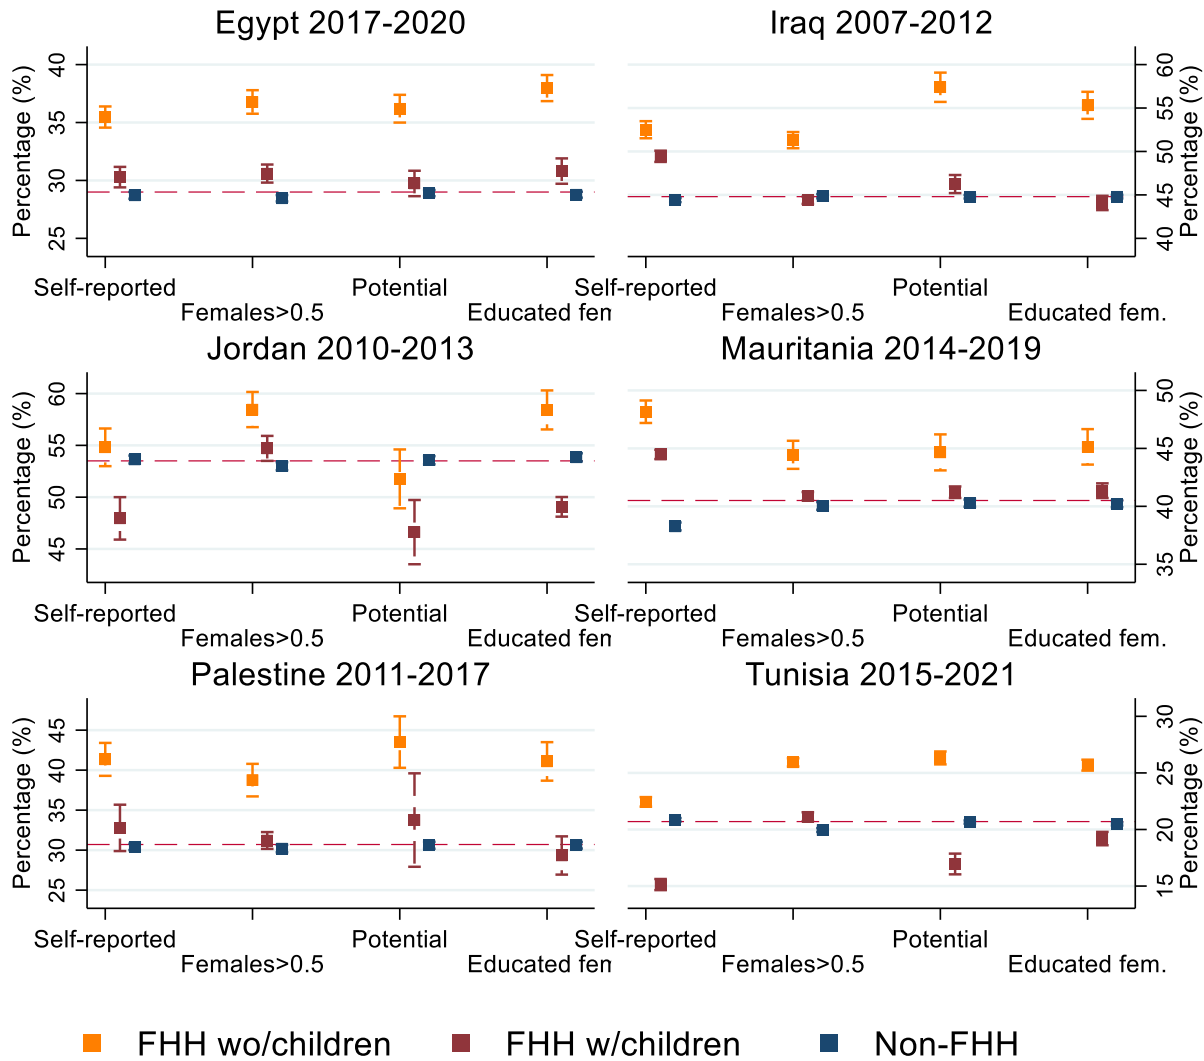 Egypt 2017-2020
Percentage (%)
40
35
30
25
Self-reported
Females>0.5
Potential
Educated fem
Iraq 2007-2012
60
55
50
45
40
Percentage (%)
Self-reported
Females>0.5
Potential
Educated fem.
Jordan 2010-2013
Percentage (%)
60
55
50
45
Self-reported
Females>0.5
Potential
Educated fem
Mauritania 2014-2019
50
45
40
35
Percentage (%)
Self-reported
Females>0.5
Potential
Educated fem.
Palestine 2011-2017
Percentage (%)
45
40
35
30
25
Self-reported
Females>0.5
Potential
Educated fem
Tunisia 2015-2021
30
25
20
15
Percentage (%)
Self-reported
Females>0.5
Potential
Educated fem.
FHH wo/children
FHH w/children
Non-FHH